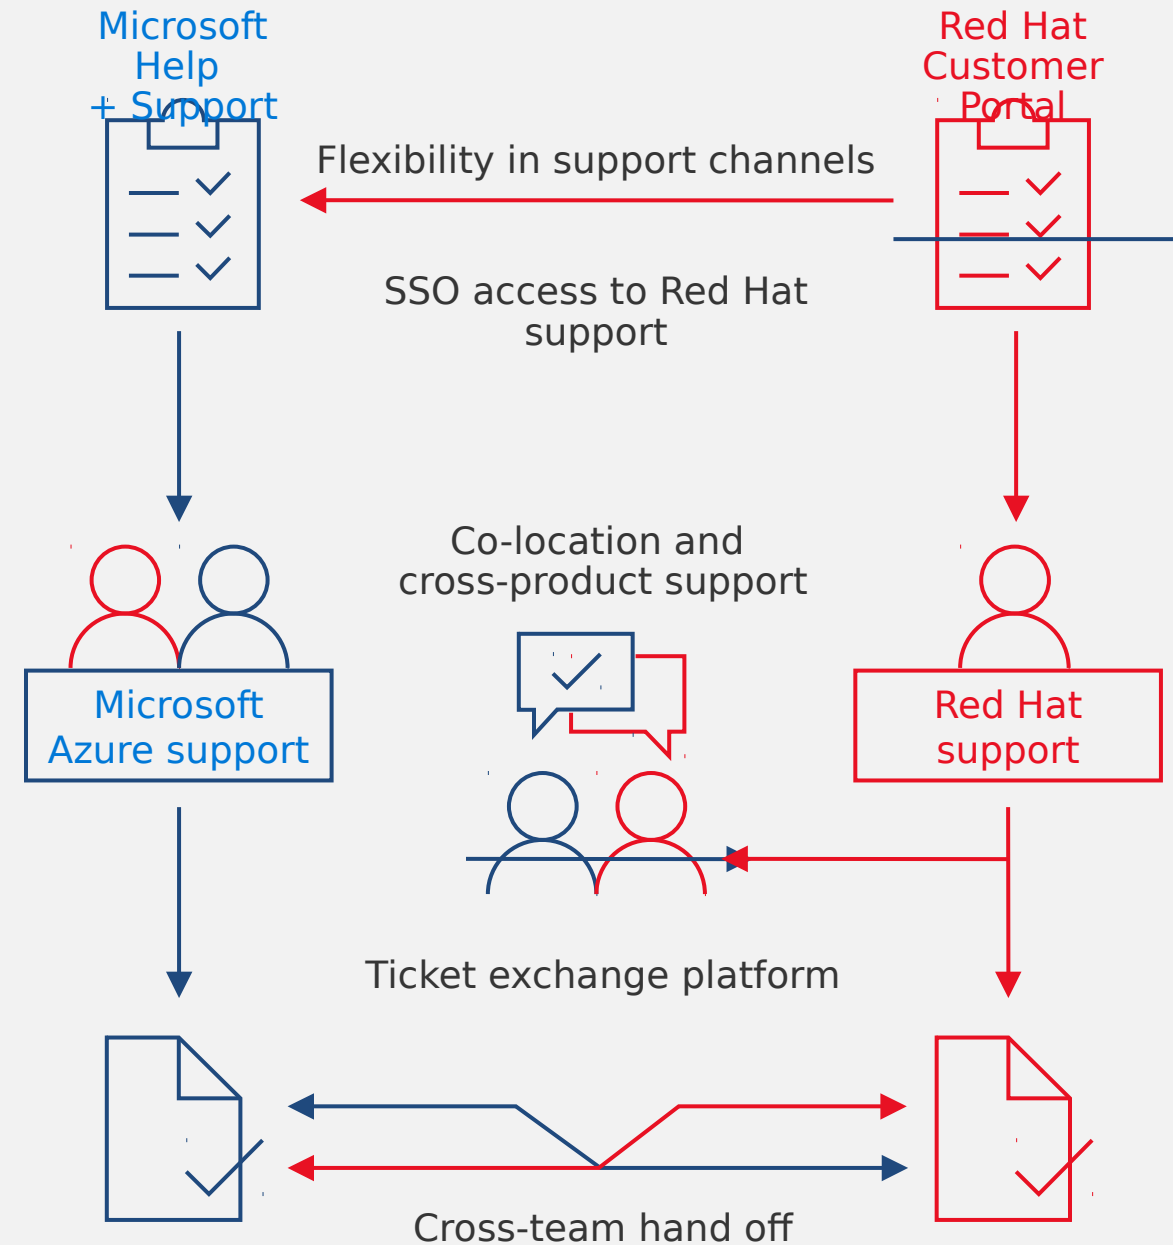 Microsoft
Help
+ Support
Red Hat
Customer
Portal
Flexibility in support channels
SSO access to Red Hat
support
Co-location and
cross-product support
Microsoft
Azure support
Red Hat
support
Ticket exchange platform
Cross-team hand off